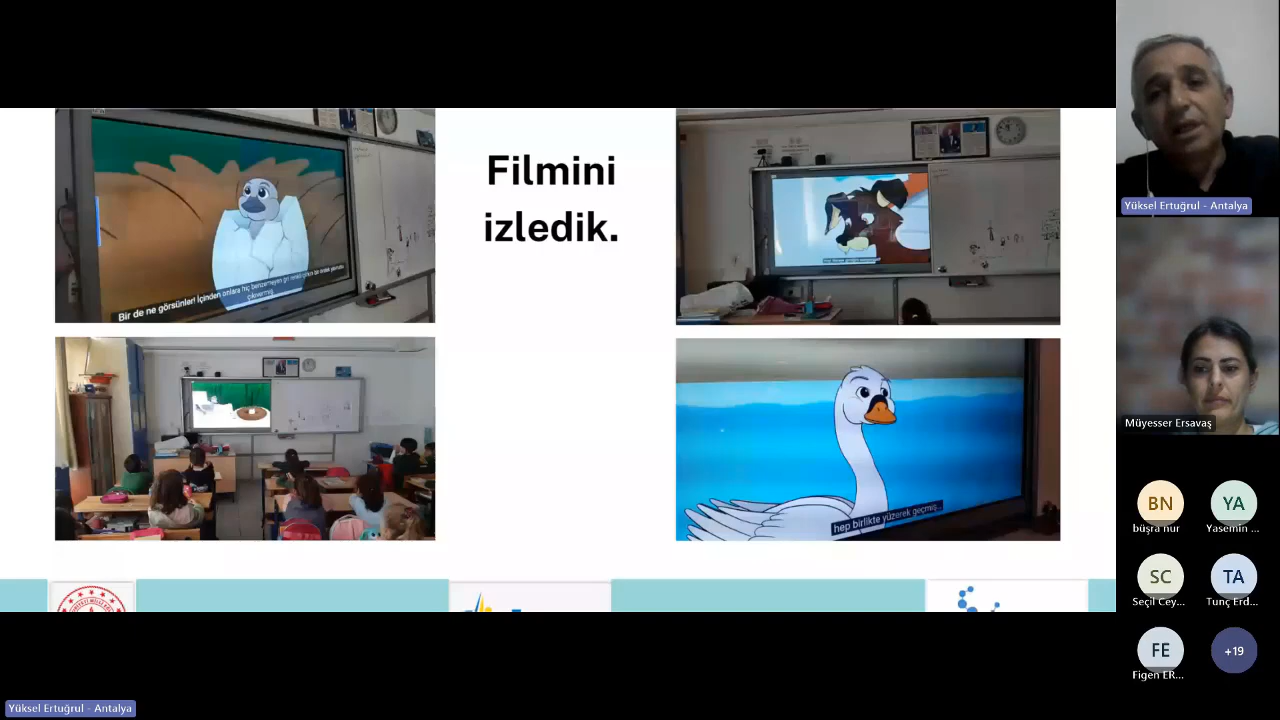 Filmini
izledik.
Bir de ne görsünler! İçinden onlara hiç benzemeyen gri renkli
çıkıvermiş
hep birlikte yüzerek geçmiş...
Yüksel Ertuğrul - Antalya
Müyesser Ersavaş
BN
YA
büşra nur
Yasemin ...
SC
TA
Seçil Cey...
Tunç Erd...
FE
+19
Figen ER...
Yüksel Ertuğrul - Antalya